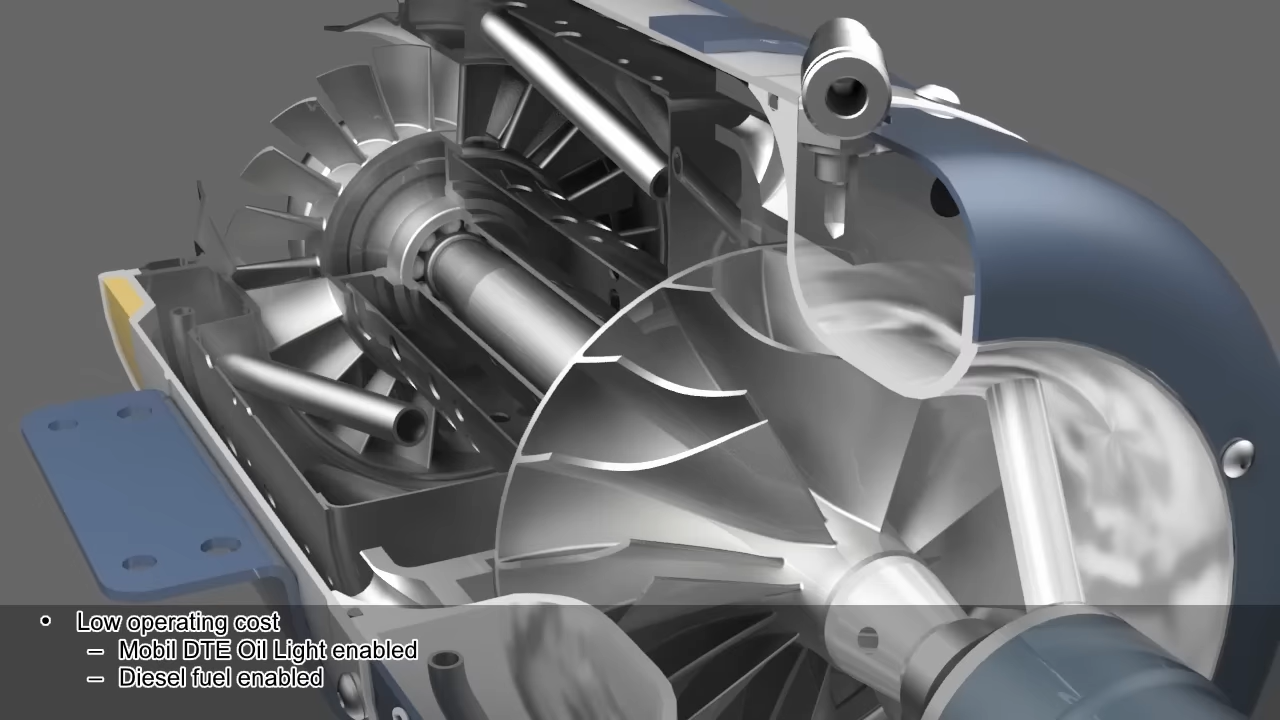 • Low operating cost
– Mobil DTE Oil Light enabled
– Diesel fuel enabled